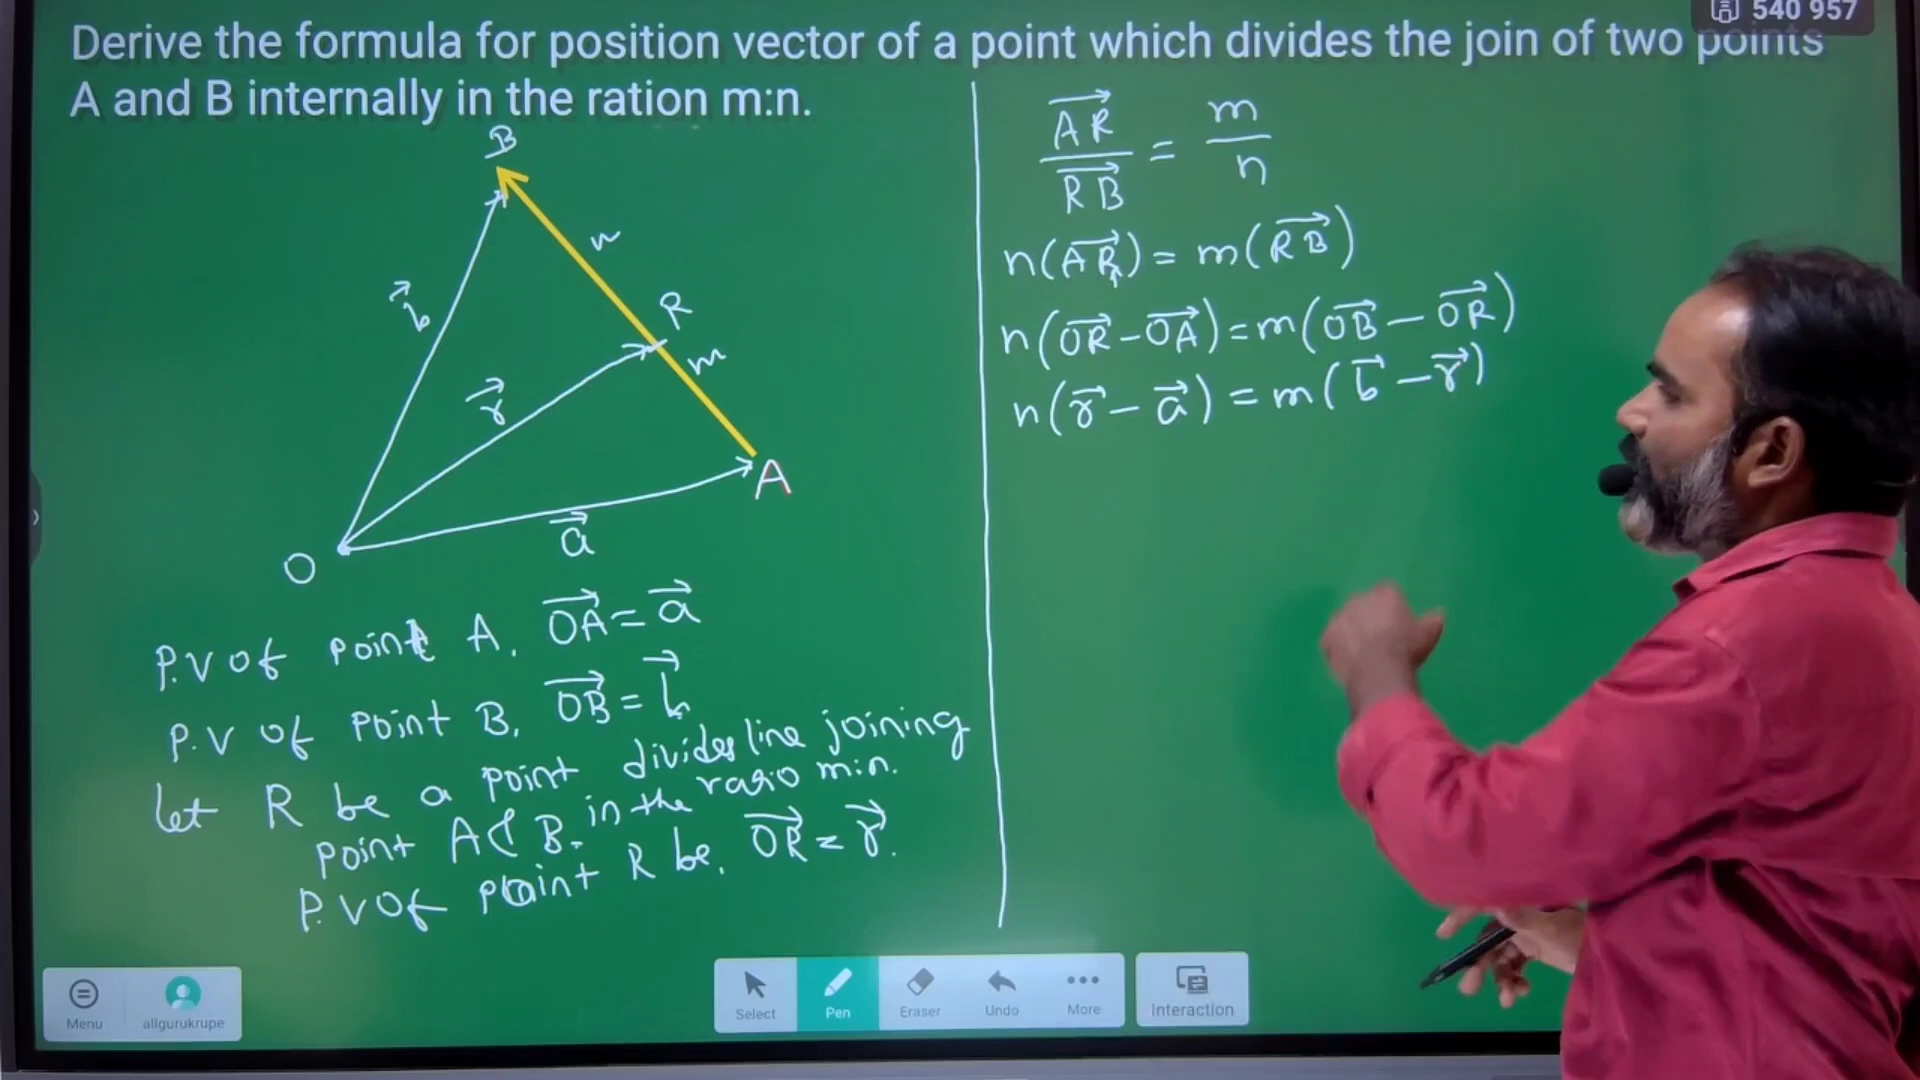 540 957
Derive the formula for position vector of a point which divides the join of two points
A and B internally in the ration m:n.
B
n
b⃗
R
m
r⃗
A
a⃗
O
P.V of point A, OA⃗ = a⃗
P.V of point B, OB⃗ = b⃗
Let R be a point divides line joining
point A & B. in the ratio m:n.
P.V of point R be, OR⃗ = r⃗.
AR⃗ / RB⃗ = m / n
n(AR⃗) = m(RB⃗)
n(OR⃗ - OA⃗) = m(OB⃗ - OR⃗)
n(r⃗ - a⃗) = m(b⃗ - r⃗)
Menu
allgurukrupe
Select
Pen
Eraser
Undo
More
Interaction